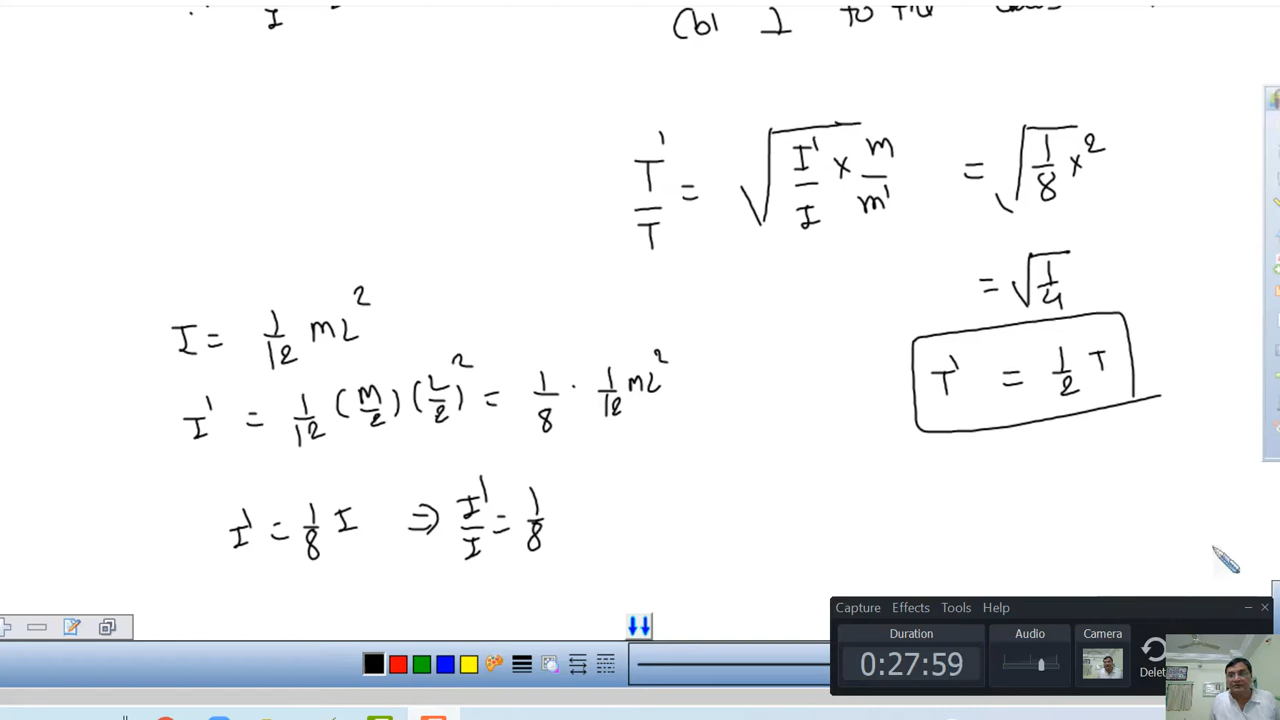 ∴ I
(b) ⊥ to the
T'/T = √(I'/I × m/m') = √(1/8 × 2)
= √(1/4)
I = 1/12 mL²
T' = 1/2 T
I' = 1/12 (m/2) (L/2)² = 1/8 · 1/12 mL²
I' = 1/8 I ⇒ I'/I = 1/8
Capture Effects Tools Help
Duration Audio Camera
0:27:59
Delet